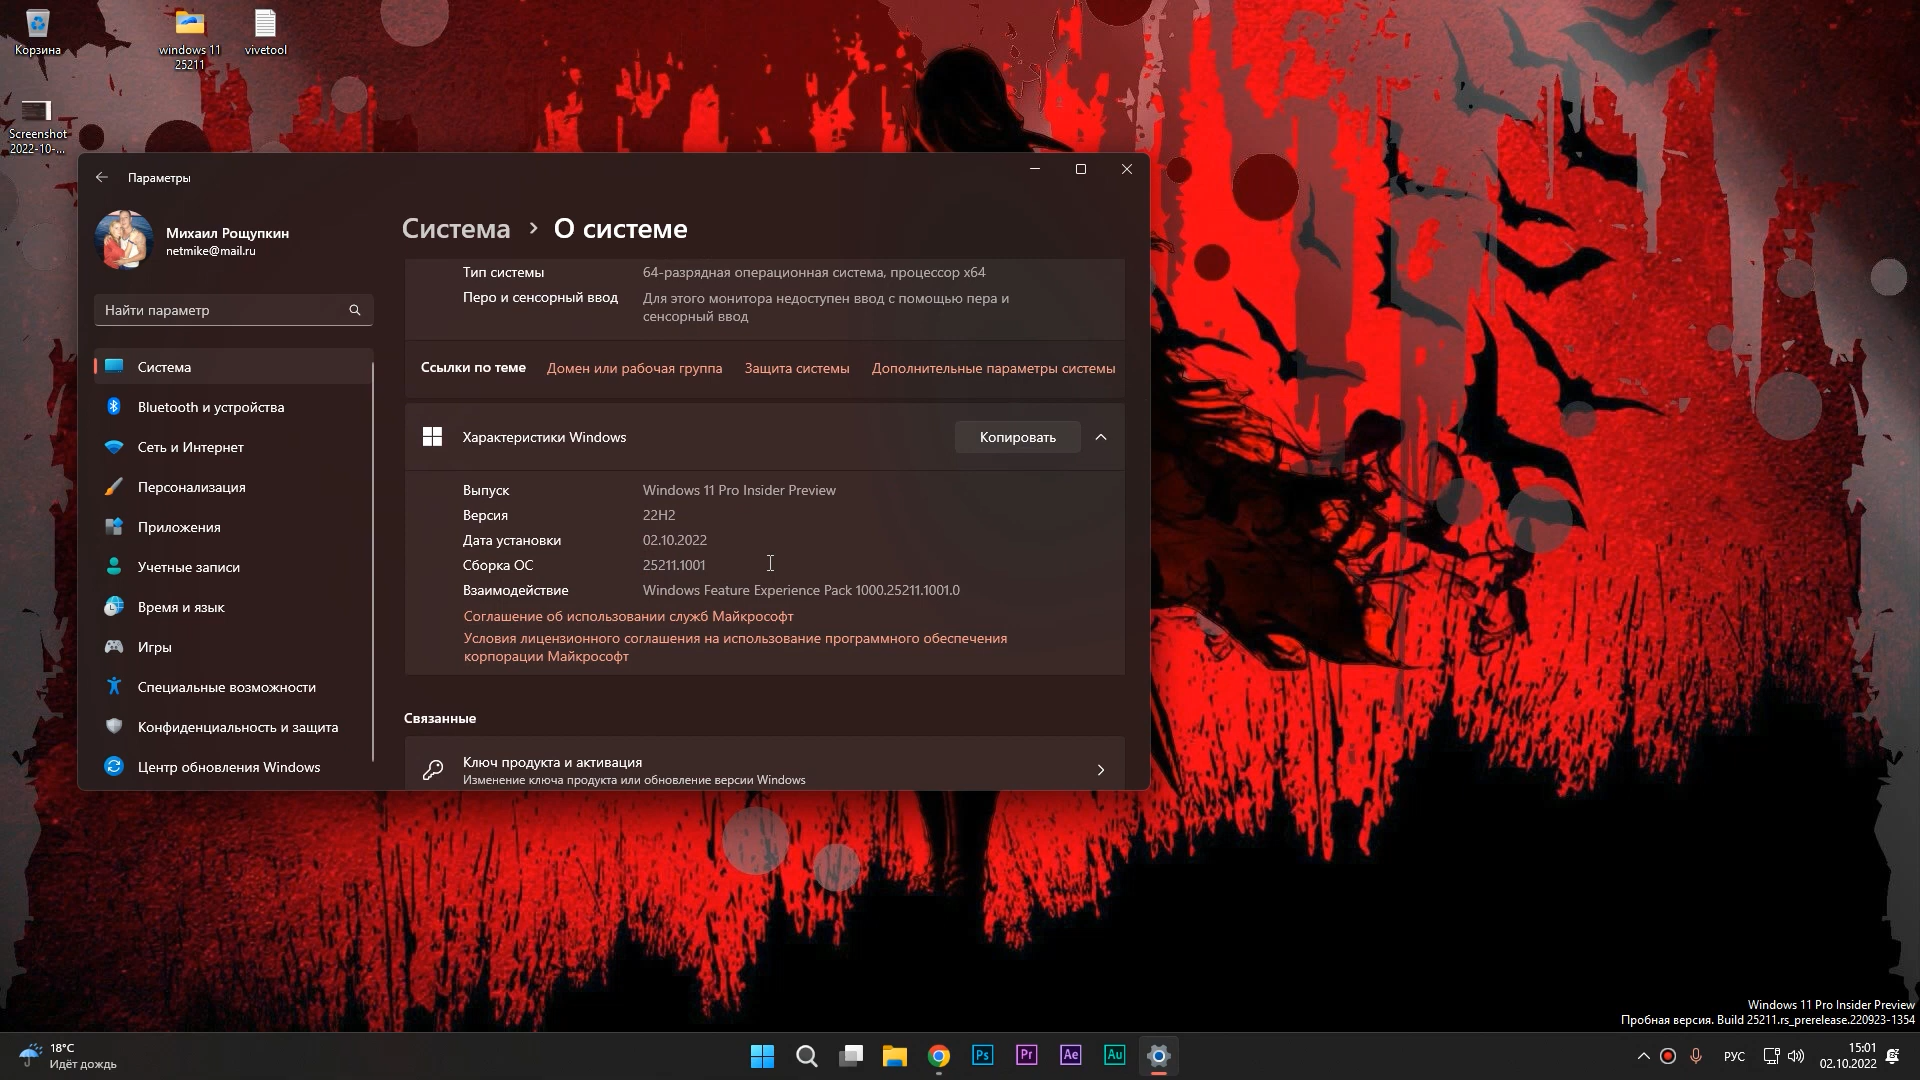 Корзина
windows 11
25211
vivetool
Screenshot
2022-10-...
Параметры
Михаил Рощупкин
netmike@mail.ru
Найти параметр
Система
Bluetooth и устройства
Сеть и Интернет
Персонализация
Приложения
Учетные записи
Время и язык
Игры
Специальные возможности
Конфиденциальность и защита
Центр обновления Windows
Система › О системе
Тип системы 64-разрядная операционная система, процессор x64
Перо и сенсорный ввод Для этого монитора недоступен ввод с помощью пера и
сенсорный ввод
Ссылки по теме Домен или рабочая группа Защита системы Дополнительные параметры системы
Характеристики Windows Копировать
Выпуск Windows 11 Pro Insider Preview
Версия 22H2
Дата установки 02.10.2022
Сборка ОС 25211.1001
Взаимодействие Windows Feature Experience Pack 1000.25211.1001.0
Соглашение об использовании служб Майкрософт
Условия лицензионного соглашения на использование программного обеспечения
корпорации Майкрософт
Связанные
Ключ продукта и активация
Изменение ключа продукта или обновление версии Windows
Windows 11 Pro Insider Preview
Пробная версия. Build 25211.rs_prerelease.220923-1354
18°C
Идёт дождь
Ps Pr Ae Au
РУС
15:01
02.10.2022